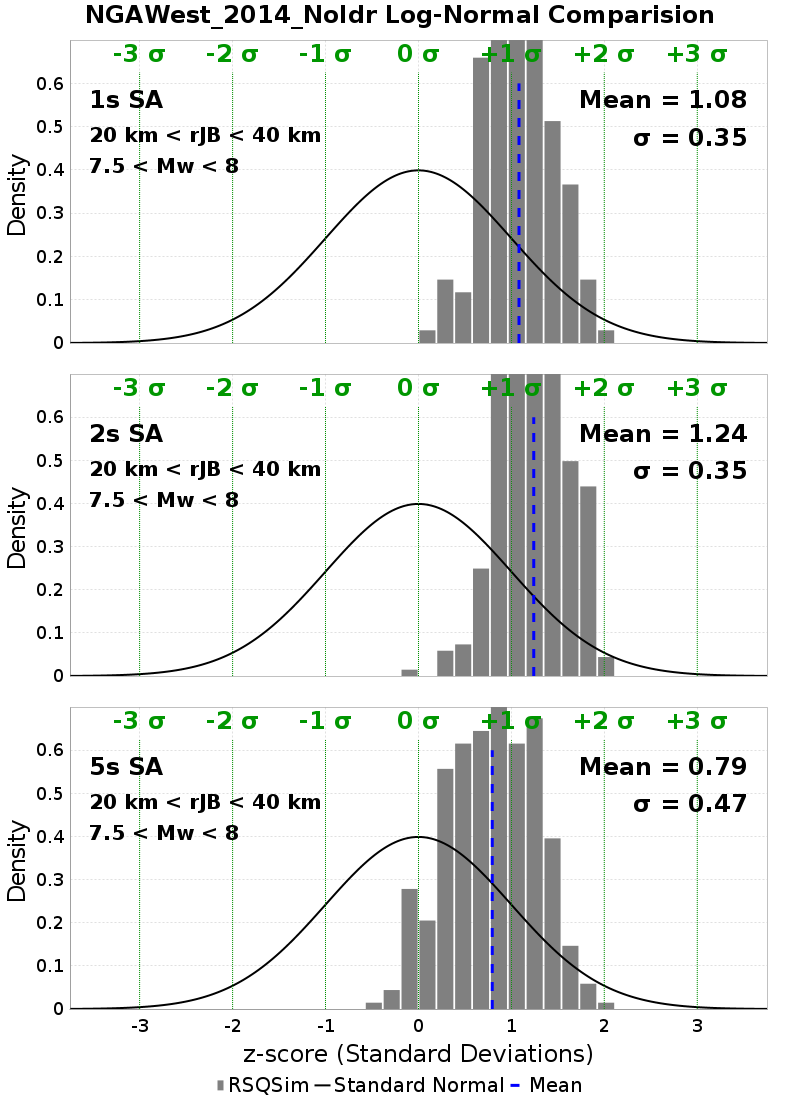 NGAWest_2014_NoIdr Log-Normal Comparision
-3 σ -2 σ -1 σ 0 σ +1 σ +2 σ +3 σ
1s SA
Mean = 1.08
20 km < rJB < 40 km
σ = 0.35
7.5 < Mw < 8
Density
0.6
0.5
0.4
0.3
0.2
0.1
0
-3 σ -2 σ -1 σ 0 σ +1 σ +2 σ +3 σ
2s SA
Mean = 1.24
20 km < rJB < 40 km
σ = 0.35
7.5 < Mw < 8
Density
0.6
0.5
0.4
0.3
0.2
0.1
0
-3 σ -2 σ -1 σ 0 σ +1 σ +2 σ +3 σ
5s SA
Mean = 0.79
20 km < rJB < 40 km
σ = 0.47
7.5 < Mw < 8
Density
0.6
0.5
0.4
0.3
0.2
0.1
0
-3 -2 -1 0 1 2 3
z-score (Standard Deviations)
RSQSim Standard Normal Mean